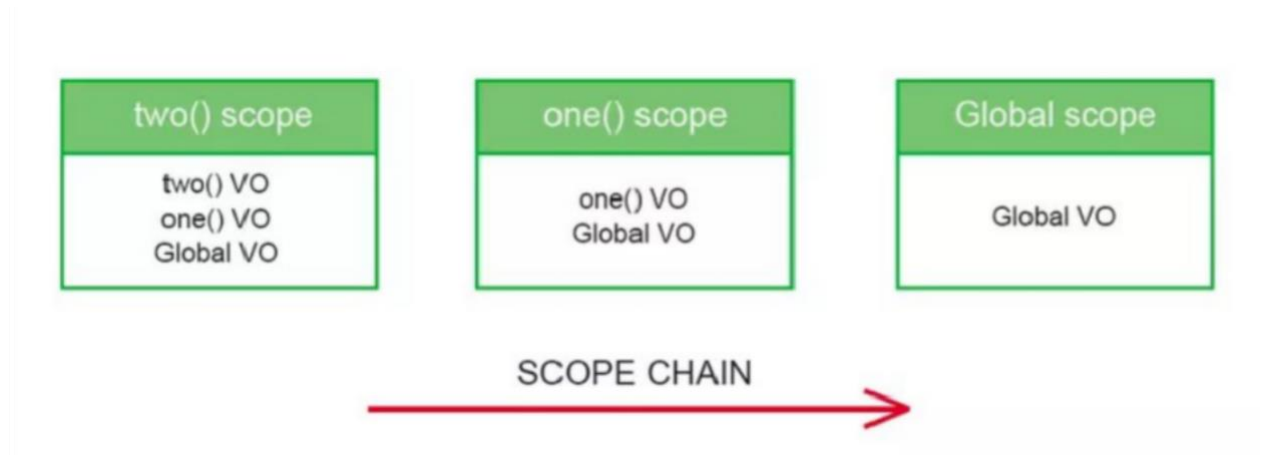 two() scope
two() VO
one() VO
Global VO
one() scope
one() VO
Global VO
Global scope
Global VO
SCOPE CHAIN